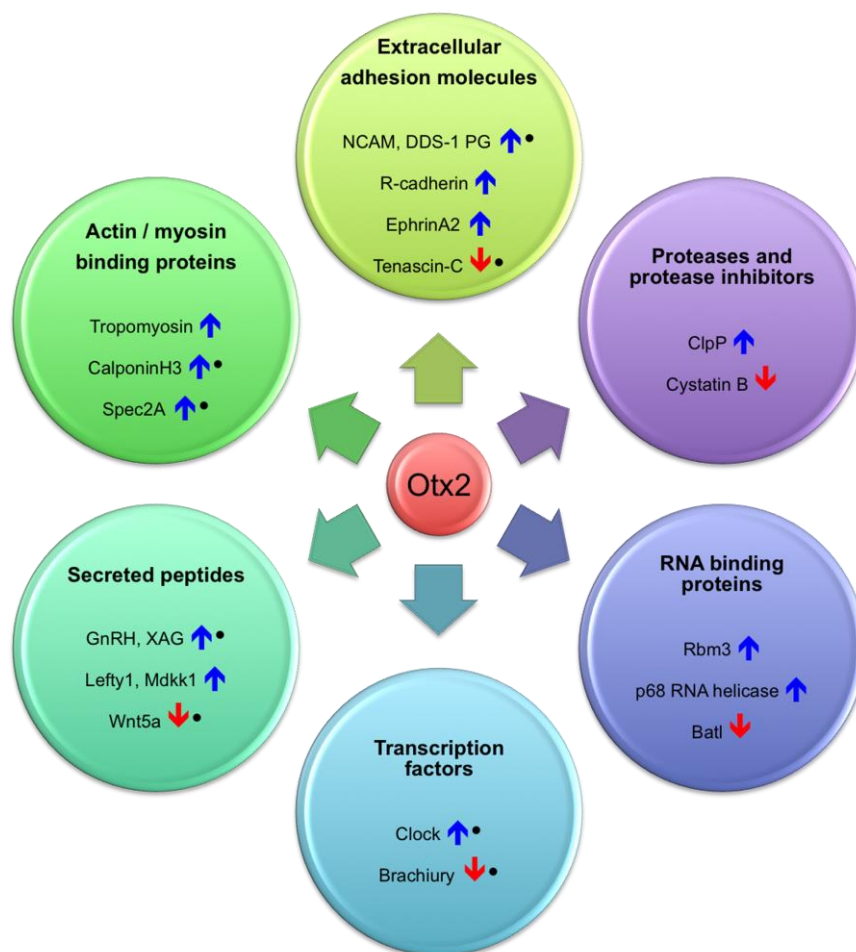 Extracellular
adhesion molecules
NCAM, DDS-1 PG
R-cadherin
EphrinA2
Tenascin-C
Actin / myosin
binding proteins
Tropomyosin
CalponinH3
Spec2A
Proteases and
protease inhibitors
ClpP
Cystatin B
Otx2
Secreted peptides
GnRH, XAG
Lefty1, Mdkk1
Wnt5a
RNA binding
proteins
Rbm3
p68 RNA helicase
Batl
Transcription
factors
Clock
Brachiury